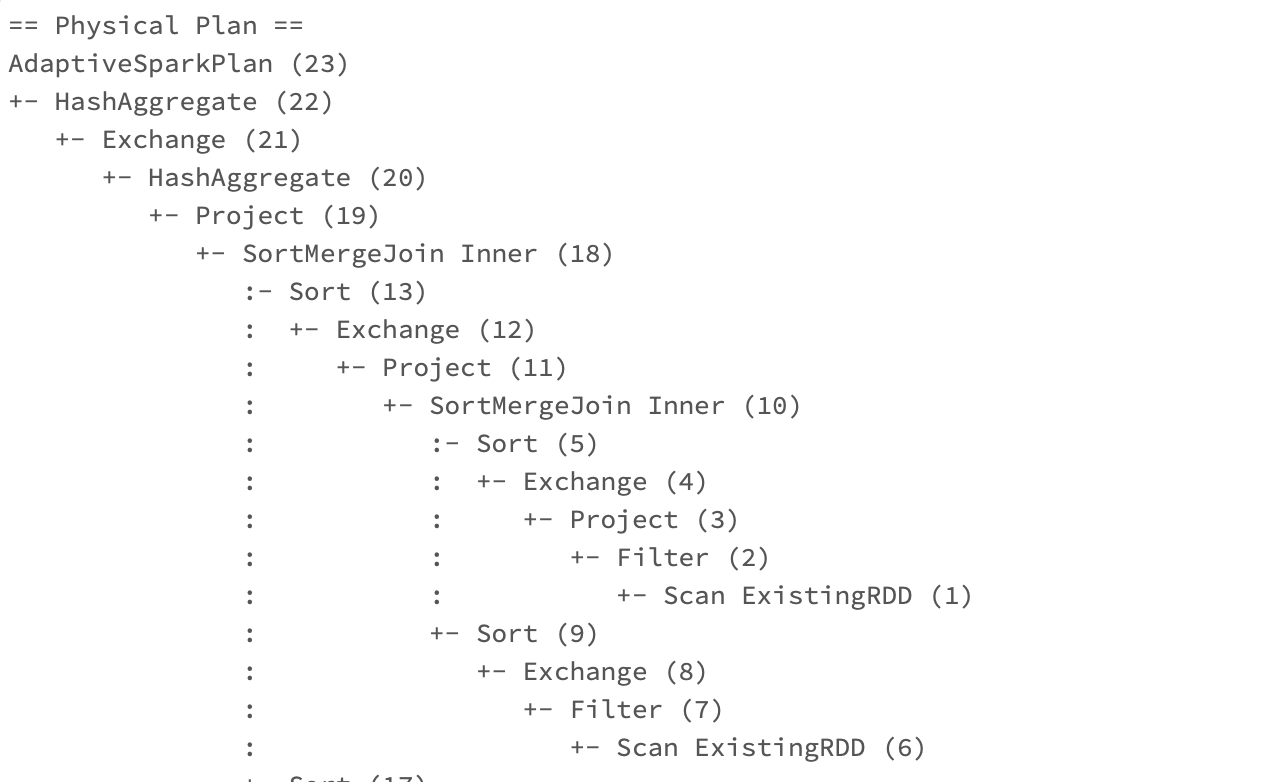 == Physical Plan ==
AdaptiveSparkPlan (23)
+- HashAggregate (22)
   +- Exchange (21)
      +- HashAggregate (20)
         +- Project (19)
            +- SortMergeJoin Inner (18)
               :- Sort (13)
               :  +- Exchange (12)
               :     +- Project (11)
               :        +- SortMergeJoin Inner (10)
               :           :- Sort (5)
               :           :  +- Exchange (4)
               :           :     +- Project (3)
               :           :        +- Filter (2)
               :           :           +- Scan ExistingRDD (1)
               :           +- Sort (9)
               :              +- Exchange (8)
               :                 +- Filter (7)
               :                    +- Scan ExistingRDD (6)
               +- Sort (17)